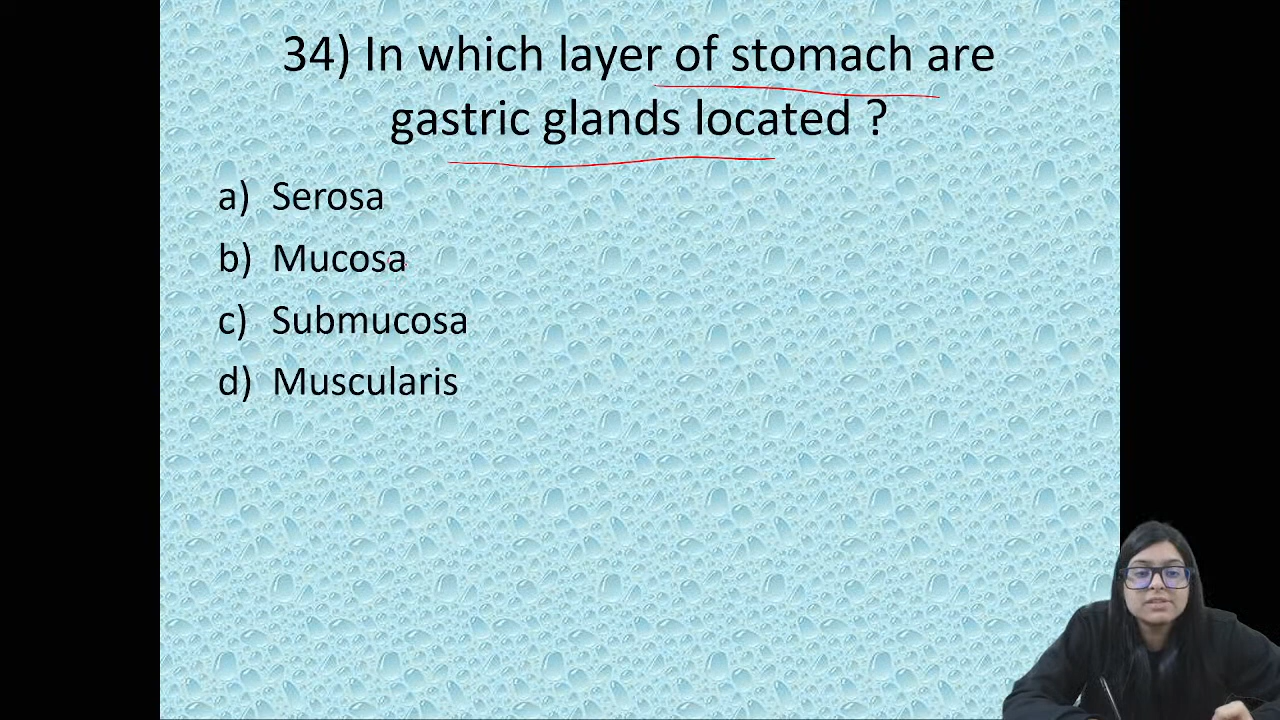 34) In which layer of stomach are
gastric glands located ?
a) Serosa
b) Mucosa
c) Submucosa
d) Muscularis